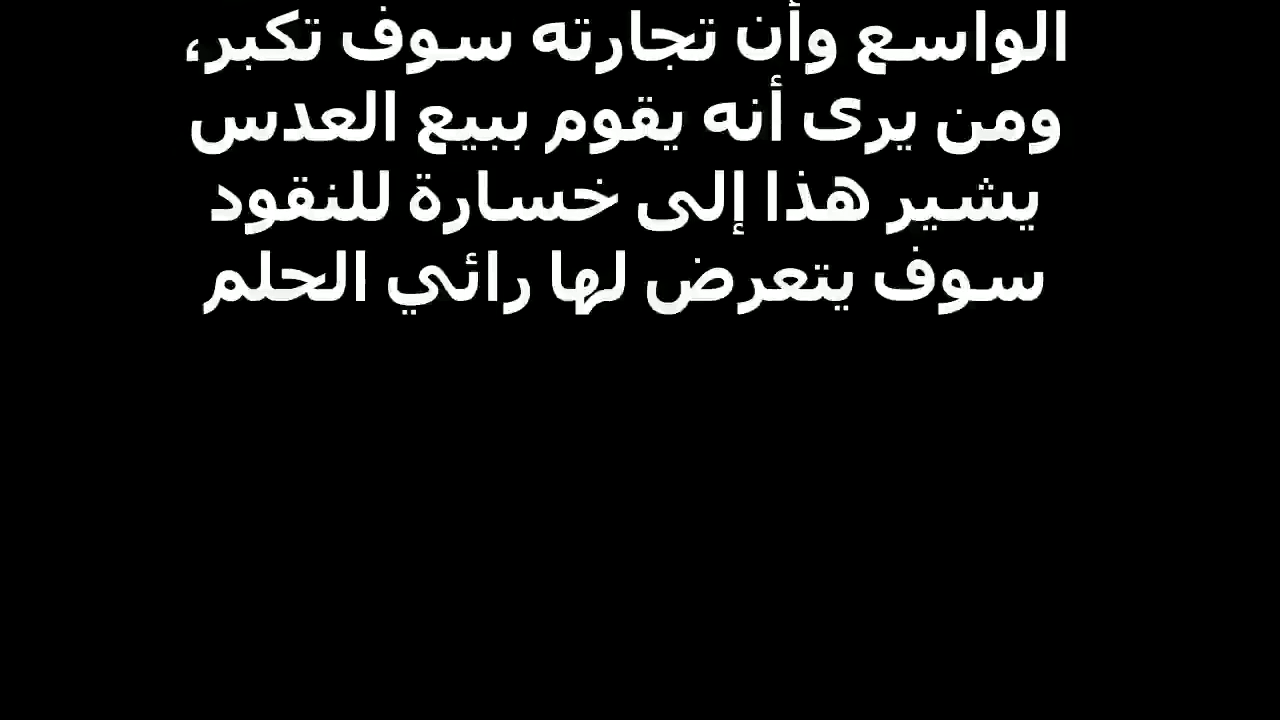 الواسع وأن تجارته سوف تكبر،
ومن يرى أنه يقوم ببيع العدس
يشير هذا إلى خسارة للنقود
سوف يتعرض لها رائي الحلم